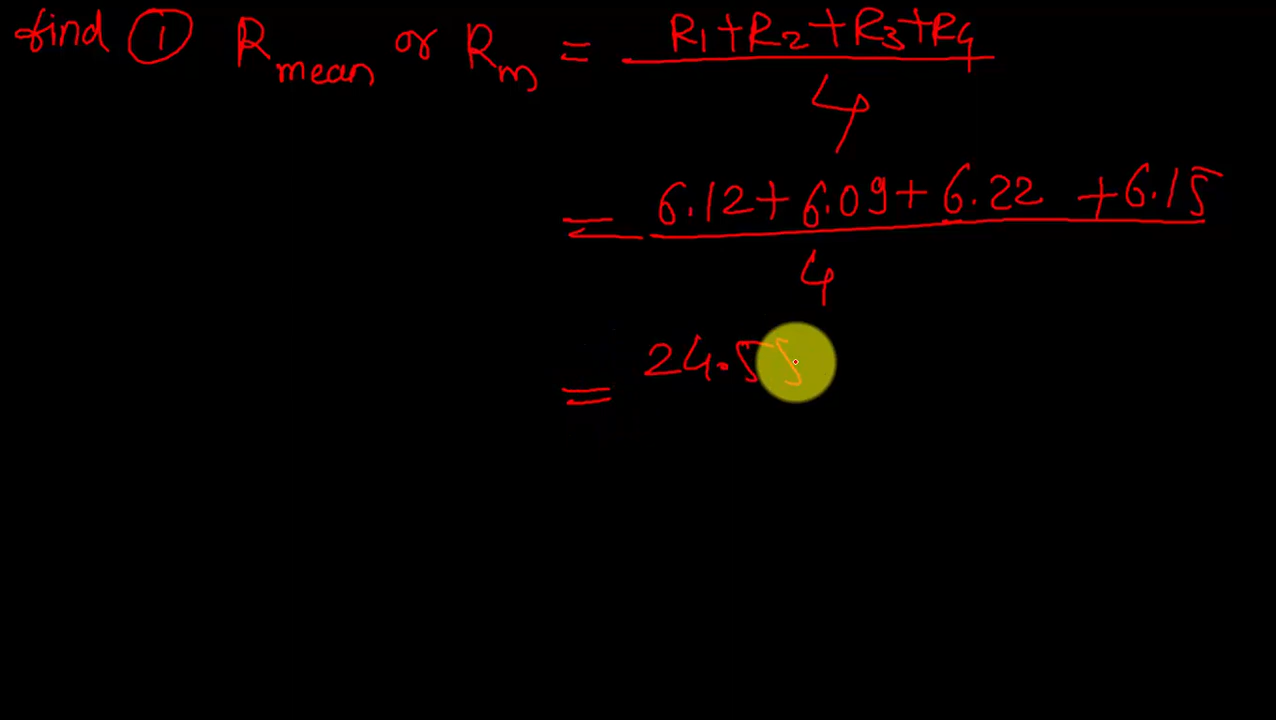 find ① R mean or Rm = R1+R2+R3+R4
4
= 6.12+6.09+6.22 +6.15
4
= 24.55